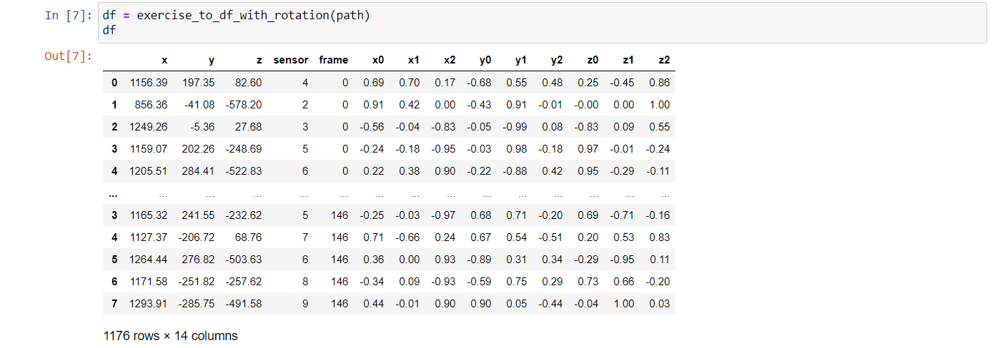 In [7]: df = exercise_to_df_with_rotation(path)
df
Out[7]:
x y z sensor frame x0 x1 x2 y0 y1 y2 z0 z1 z2
0 1156.39 197.35 82.60 4 0 0.69 0.70 0.17 -0.68 0.55 0.48 0.25 -0.45 0.86
1 856.36 -41.08 -578.20 2 0 0.91 0.42 0.00 -0.43 0.91 -0.01 -0.00 0.00 1.00
2 1249.26 -5.36 27.68 3 0 -0.56 -0.04 -0.83 -0.05 -0.99 0.08 -0.83 0.09 0.55
3 1159.07 202.26 -248.69 5 0 -0.24 -0.18 -0.95 -0.03 0.98 -0.18 0.97 -0.01 -0.24
4 1205.51 284.41 -522.83 6 0 0.22 0.38 0.90 -0.22 -0.88 0.42 0.95 -0.29 -0.11
... ... ... ... ... ... ... ... ... ... ... ... ... ... ...
3 1165.32 241.55 -232.62 5 146 -0.25 -0.03 -0.97 0.68 0.71 -0.20 0.69 -0.71 -0.16
4 1127.37 -206.72 68.76 7 146 0.71 -0.66 0.24 0.67 0.54 -0.51 0.20 0.53 0.83
5 1264.44 276.82 -503.63 6 146 0.36 0.00 0.93 -0.89 0.31 0.34 -0.29 -0.95 0.11
6 1171.58 -251.82 -257.62 8 146 -0.34 0.09 -0.93 -0.59 0.75 0.29 0.73 0.66 -0.20
7 1293.91 -285.75 -491.58 9 146 0.44 -0.01 0.90 0.90 0.05 -0.44 -0.04 1.00 0.03
1176 rows × 14 columns